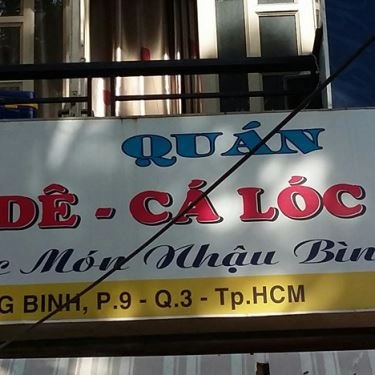 QUÁN
DÊ - CÁ LÓC
Món Nhậu Bìn
G BINH, P.9 - Q.3 - Tp.HCM